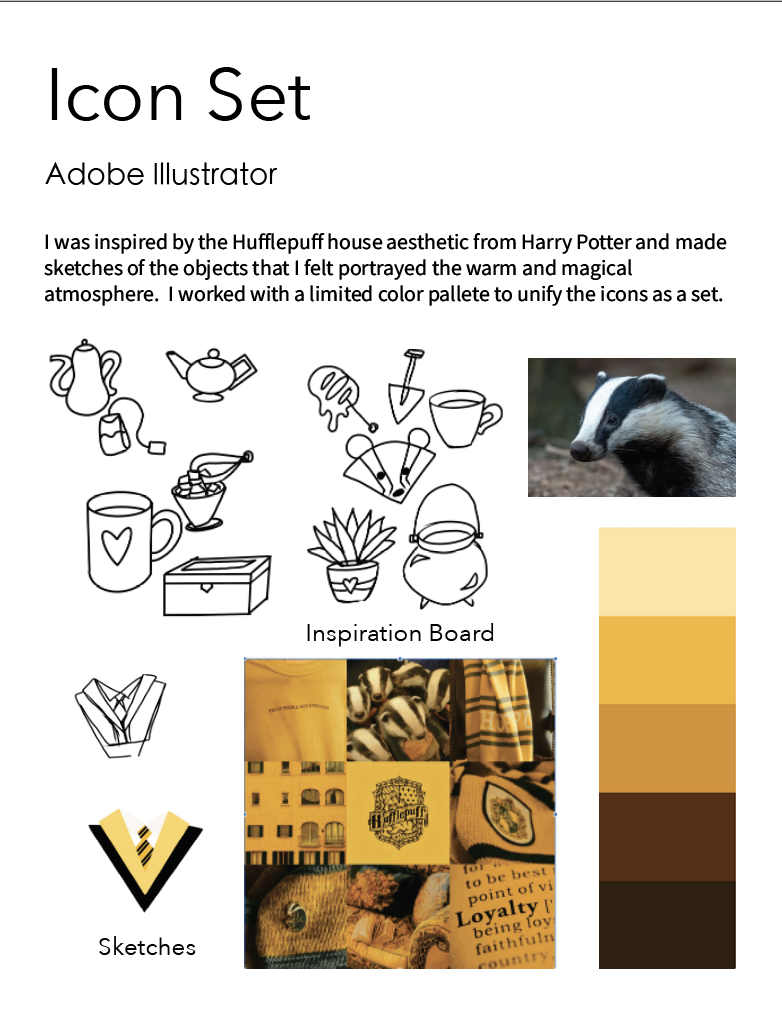 Icon Set
Adobe Illustrator
I was inspired by the Hufflepuff house aesthetic from Harry Potter and made
sketches of the objects that I felt portrayed the warm and magical
atmosphere.  I worked with a limited color pallete to unify the icons as a set.
Inspiration Board
HUFF
Hufflepuff
to be best
point of vi
Loyalty ['
being loy
faithfuln
country.
Sketches